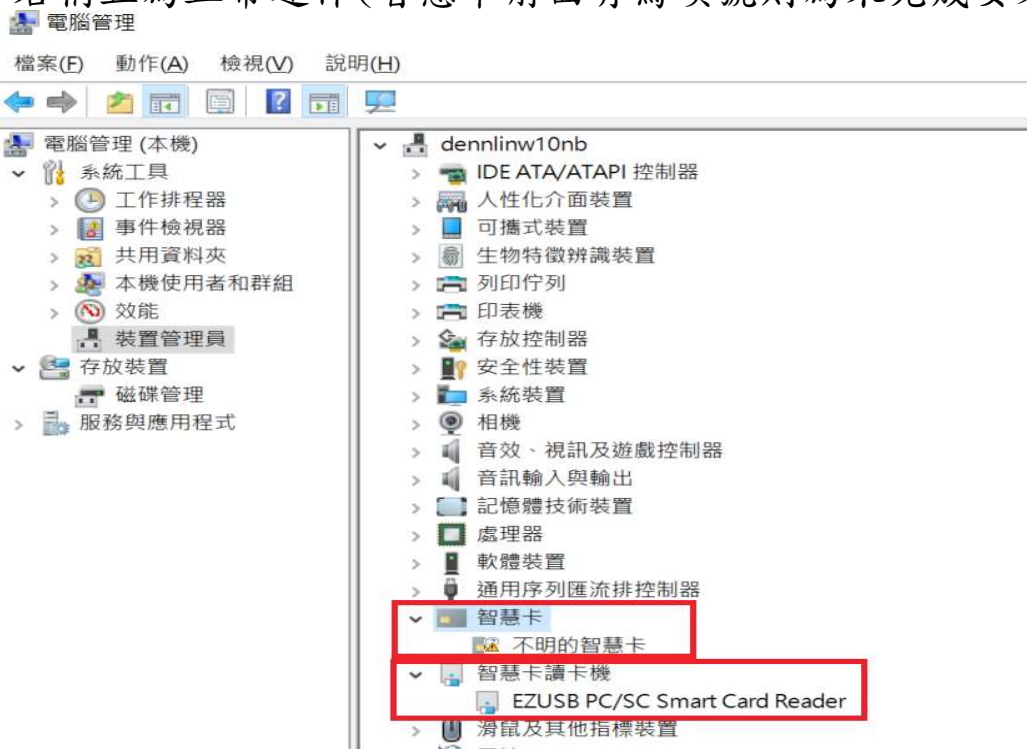 電腦管理
檔案(F) 動作(A) 檢視(V) 說明(H)
電腦管理 (本機)
系統工具
工作排程器
事件檢視器
共用資料夾
本機使用者和群組
效能
裝置管理員
存放裝置
磁碟管理
服務與應用程式
dennlinw10nb
IDE ATA/ATAPI 控制器
人性化介面裝置
可攜式裝置
生物特徵辨識裝置
列印佇列
印表機
存放控制器
安全性裝置
系統裝置
相機
音效、視訊及遊戲控制器
音訊輸入與輸出
記憶體技術裝置
處理器
軟體裝置
通用序列匯流排控制器
智慧卡
不明的智慧卡
智慧卡讀卡機
EZUSB PC/SC Smart Card Reader
滑鼠及其他指標裝置